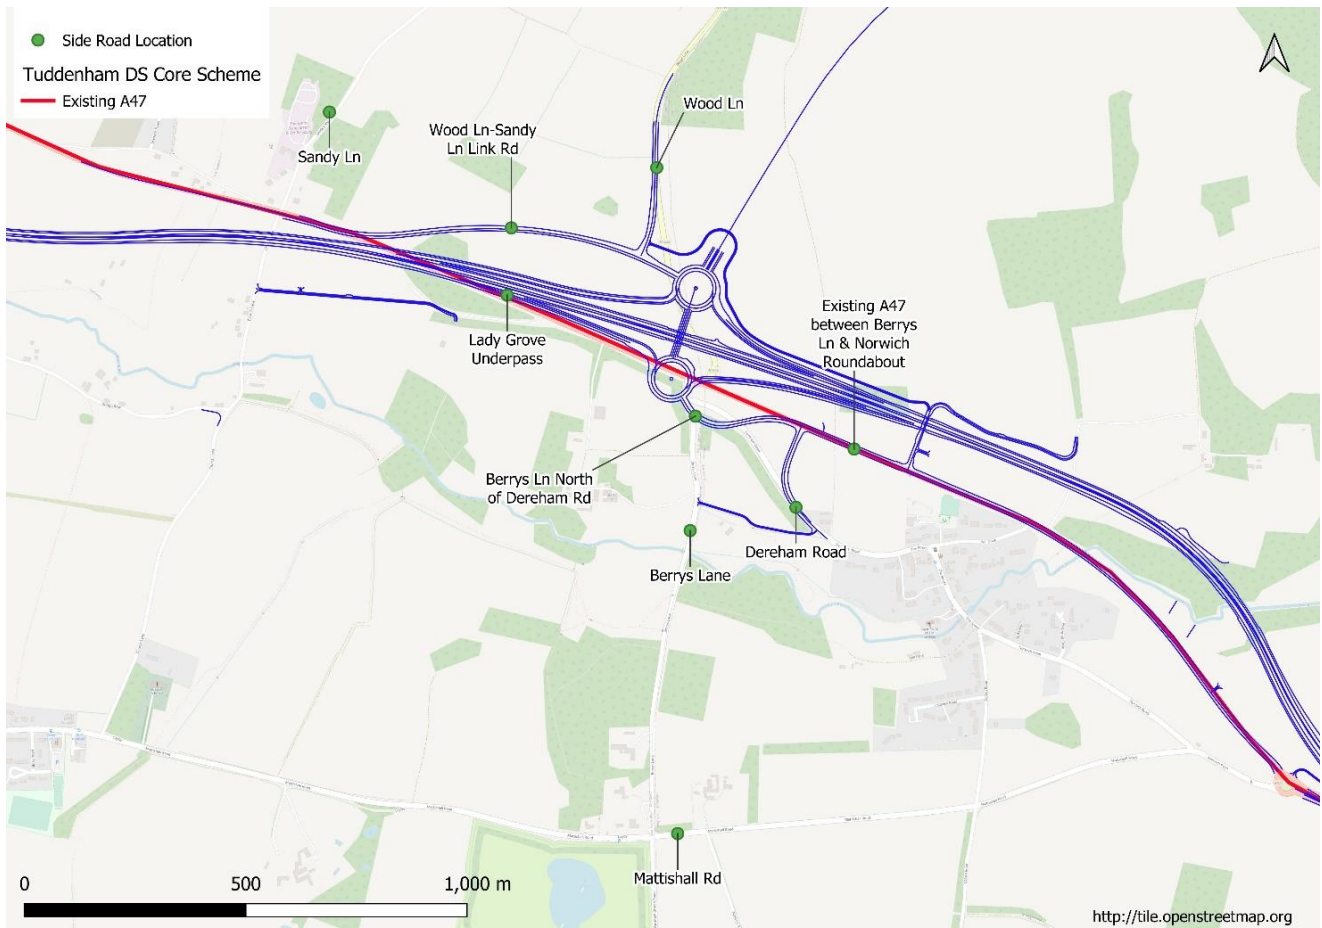 Side Road Location
Tuddenham DS Core Scheme
Existing A47
Wood Ln
Wood Ln-Sandy
Ln Link Rd
Sandy Ln
Existing A47
between Berrys
Ln & Norwich
Roundabout
Lady Grove
Underpass
Berrys Ln North
of Dereham Rd
Dereham Road
Berrys Lane
Mattishall Rd
0 500 1,000 m
http://tile.openstreetmap.org